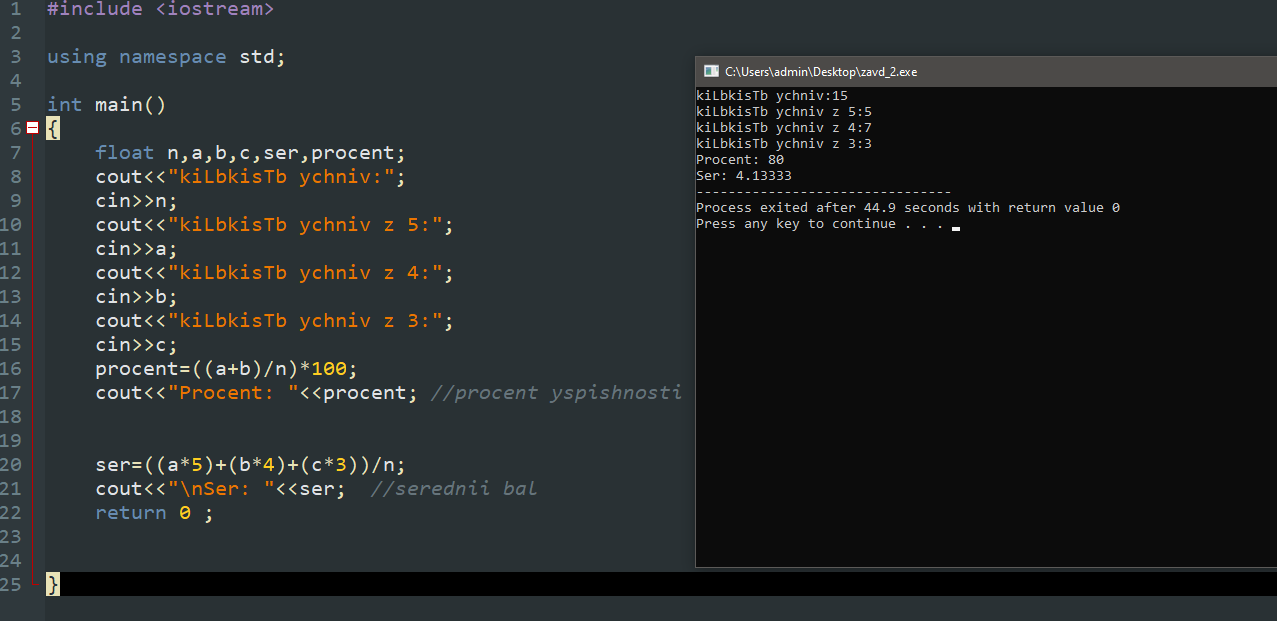 1 #include <iostream>
2
3 using namespace std;
4
5 int main()
6 {
7 float n,a,b,c,ser,procent;
8 cout<<"kiLbkisTb ychniv:";
9 cin>>n;
10 cout<<"kiLbkisTb ychniv z 5:";
11 cin>>a;
12 cout<<"kiLbkisTb ychniv z 4:";
13 cin>>b;
14 cout<<"kiLbkisTb ychniv z 3:";
15 cin>>c;
16 procent=((a+b)/n)*100;
17 cout<<"Procent: "<<procent; //procent yspishnosti
18
19
20 ser=((a*5)+(b*4)+(c*3))/n;
21 cout<<"\nSer: "<<ser; //serednii bal
22 return 0 ;
23
24
25 }
C:\Users\admin\Desktop\zavd_2.exe
kiLbkisTb ychniv:15
kiLbkisTb ychniv z 5:5
kiLbkisTb ychniv z 4:7
kiLbkisTb ychniv z 3:3
Procent: 80
Ser: 4.13333
--------------------------------
Process exited after 44.9 seconds with return value 0
Press any key to continue . . .